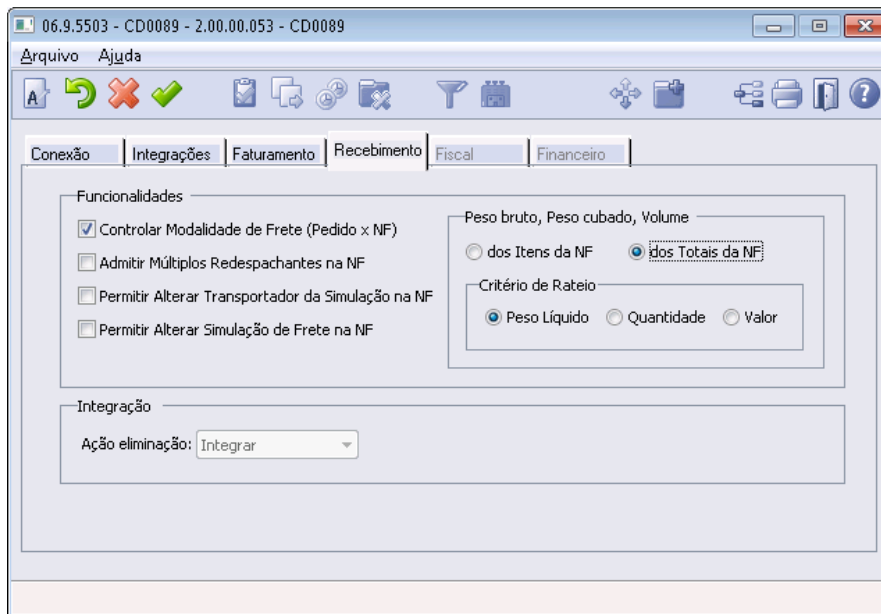 06.9.5503 - CD0089 - 2.00.00.053 - CD0089
Arquivo Ajuda
A
?
Conexão Integrações Faturamento Recebimento Fiscal Financeiro
Funcionalidades
Controlar Modalidade de Frete (Pedido x NF)
Admitir Múltiplos Redespachantes na NF
Permitir Alterar Transportador da Simulação na NF
Permitir Alterar Simulação de Frete na NF
Peso bruto, Peso cubado, Volume
dos Itens da NF dos Totais da NF
Critério de Rateio
Peso Líquido Quantidade Valor
Integração
Ação eliminação: Integrar